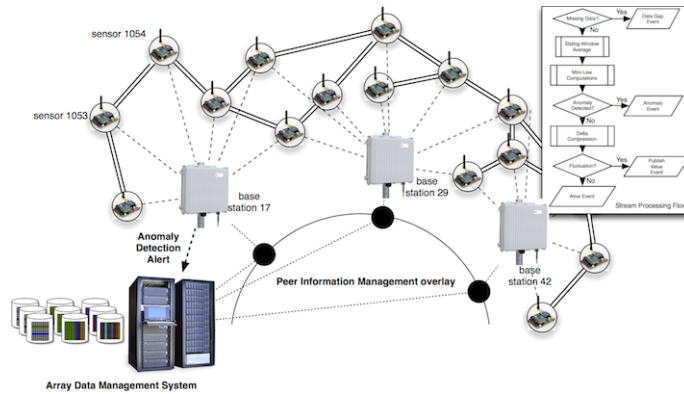 sensor 1054
sensor 1053
base
station 17
base
station 29
base
station 42
Anomaly
Detection
Alert
Peer Information Management overlay
Array Data Management System
Missing Data?
Yes
Data Gap
Event
No
Sliding-Window
Average
Mini-Lisa
Computations
Anomaly
Detected?
Yes
Anomaly
Event
No
Delta
Compression
Fluctuation?
Yes
Publish
Value
Event
No
Alive Event
Stream Processing Flow